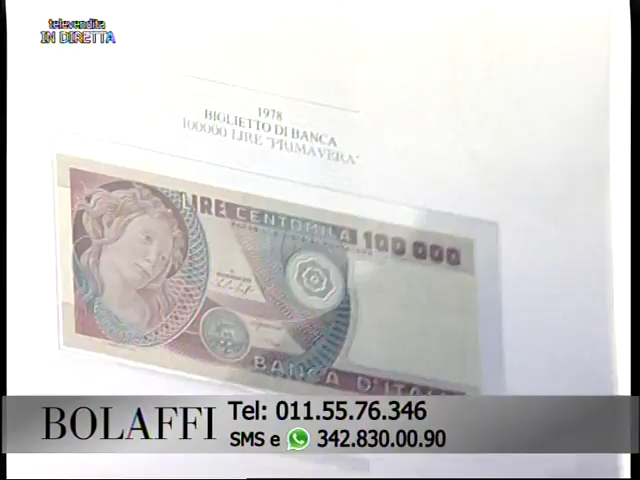 televendita
IN DIRETTA
1978
BIGLIETTO DI BANCA
100000 LIRE "PRIMAVERA"
LIRE CENTOMILA 100 000
BANCA D'ITA
BOLAFFI
Tel: 011.55.76.346
SMS e 342.830.00.90